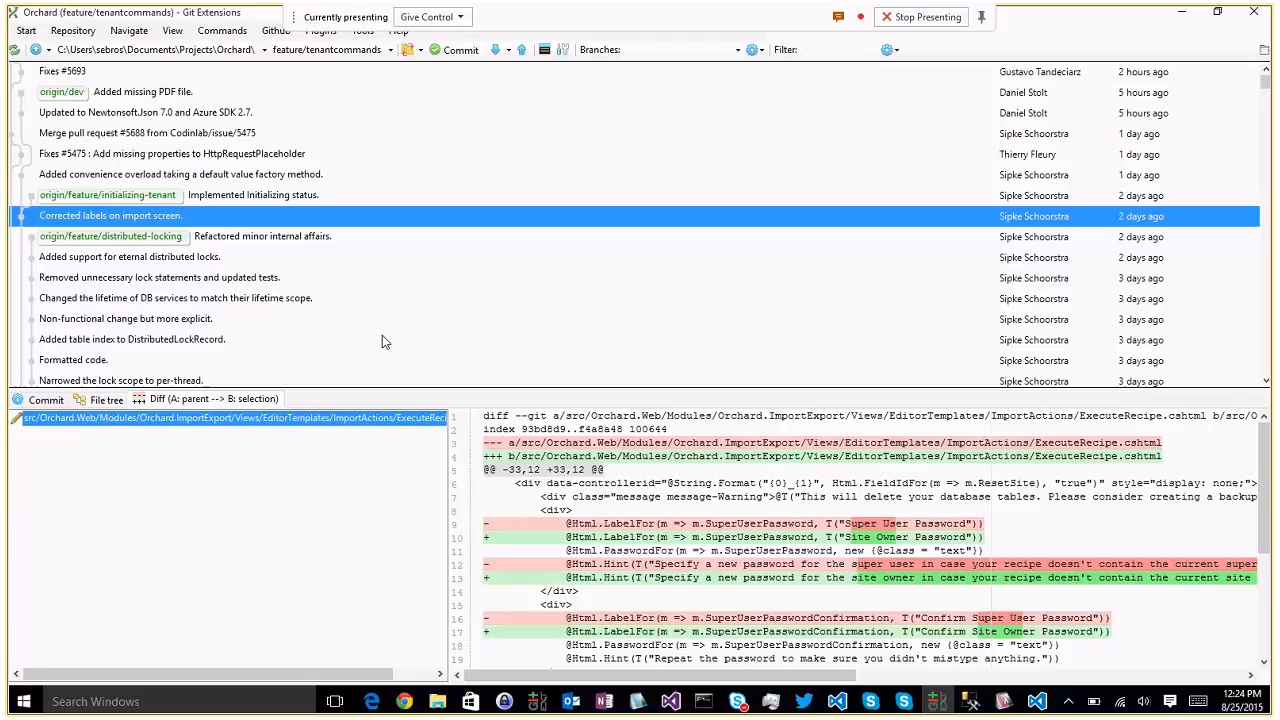 Orchard (feature/tenantcommands) - Git Extensions
Currently presenting
Give Control
Stop Presenting
Start
Repository
Navigate
View
Commands
Github
Plugins
Tools
Help
C:\Users\sebros\Documents\Projects\Orchard\
feature/tenantcommands
Commit
Branches:
Filter:
Fixes #5693 Gustavo Tandeciarz 2 hours ago
origin/dev Added missing PDF file. Daniel Stolt 5 hours ago
Updated to Newtonsoft.Json 7.0 and Azure SDK 2.7. Daniel Stolt 5 hours ago
Merge pull request #5688 from Codinlab/issue/5475 Sipke Schoorstra 1 day ago
Fixes #5475 : Add missing properties to HttpRequestPlaceholder Thierry Fleury 1 day ago
Added convenience overload taking a default value factory method. Sipke Schoorstra 1 day ago
origin/feature/initializing-tenant Implemented Initializing status. Sipke Schoorstra 2 days ago
Corrected labels on import screen. Sipke Schoorstra 2 days ago
origin/feature/distributed-locking Refactored minor internal affairs. Sipke Schoorstra 2 days ago
Added support for eternal distributed locks. Sipke Schoorstra 2 days ago
Removed unnecessary lock statements and updated tests. Sipke Schoorstra 3 days ago
Changed the lifetime of DB services to match their lifetime scope. Sipke Schoorstra 3 days ago
Non-functional change but more explicit. Sipke Schoorstra 3 days ago
Added table index to DistributedLockRecord. Sipke Schoorstra 3 days ago
Formatted code. Sipke Schoorstra 3 days ago
Narrowed the lock scope to per-thread. Sipke Schoorstra 3 days ago
Commit
File tree
Diff (A: parent --> B: selection)
src/Orchard.Web/Modules/Orchard.ImportExport/Views/EditorTemplates/ImportActions/ExecuteReci
1 diff --git a/src/Orchard.Web/Modules/Orchard.ImportExport/Views/EditorTemplates/ImportActions/ExecuteRecipe.cshtml b/src/O
2 index 93bd8d9..f4a8a48 100644
3 --- a/src/Orchard.Web/Modules/Orchard.ImportExport/Views/EditorTemplates/ImportActions/ExecuteRecipe.cshtml
4 +++ b/src/Orchard.Web/Modules/Orchard.ImportExport/Views/EditorTemplates/ImportActions/ExecuteRecipe.cshtml
5 @@ -33,12 +33,12 @@
6 <div data-controllerid="@String.Format("{0}_{1}", Html.FieldIdFor(m => m.ResetSite), "true")" style="display: none;">
7 <div class="message message-Warning">@T("This will delete your database tables. Please consider creating a backup
8 <div>
9 - @Html.LabelFor(m => m.SuperUserPassword, T("Super User Password"))
10 + @Html.LabelFor(m => m.SuperUserPassword, T("Site Owner Password"))
11 @Html.PasswordFor(m => m.SuperUserPassword, new {@class = "text"})
12 - @Html.Hint(T("Specify a new password for the super user in case your recipe doesn't contain the current super
13 + @Html.Hint(T("Specify a new password for the site owner in case your recipe doesn't contain the current site
14 </div>
15 <div>
16 - @Html.LabelFor(m => m.SuperUserPasswordConfirmation, T("Confirm Super User Password"))
17 + @Html.LabelFor(m => m.SuperUserPasswordConfirmation, T("Confirm Site Owner Password"))
18 @Html.PasswordFor(m => m.SuperUserPasswordConfirmation, new {@class = "text"})
19 @Html.Hint(T("Repeat the password to make sure you didn't mistype anything."))
Search Windows
12:24 PM
8/25/2015